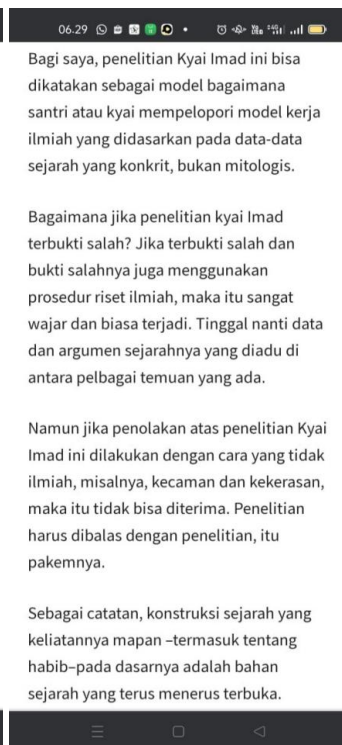 06.29
Bagi saya, penelitian Kyai Imad ini bisa
dikatakan sebagai model bagaimana
santri atau kyai mempelopori model kerja
ilmiah yang didasarkan pada data-data
sejarah yang konkrit, bukan mitologis.
Bagaimana jika penelitian kyai Imad
terbukti salah? Jika terbukti salah dan
bukti salahnya juga menggunakan
prosedur riset ilmiah, maka itu sangat
wajar dan biasa terjadi. Tinggal nanti data
dan argumen sejarahnya yang diadu di
antara pelbagai temuan yang ada.
Namun jika penolakan atas penelitian Kyai
Imad ini dilakukan dengan cara yang tidak
ilmiah, misalnya, kecaman dan kekerasan,
maka itu tidak bisa diterima. Penelitian
harus dibalas dengan penelitian, itu
pakemnya.
Sebagai catatan, konstruksi sejarah yang
keliatannya mapan –termasuk tentang
habib–pada dasarnya adalah bahan
sejarah yang terus menerus terbuka.